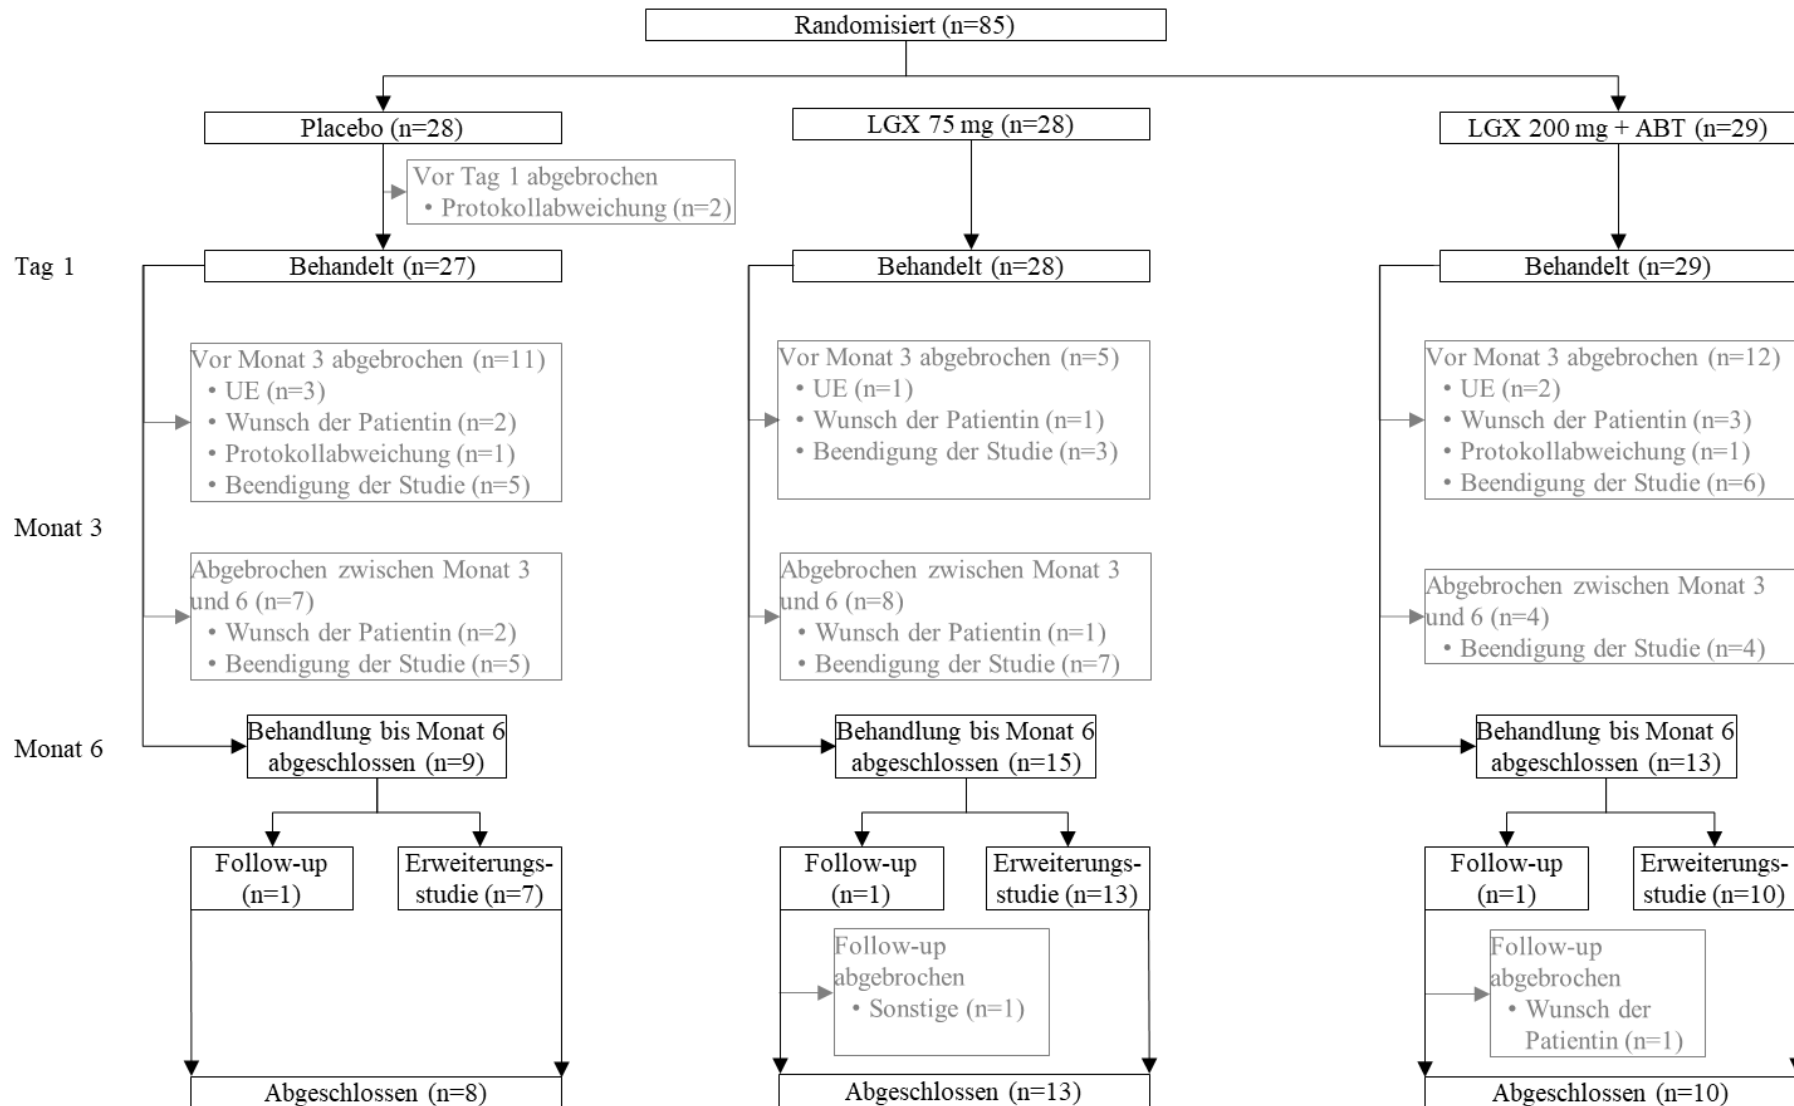 Randomisiert (n=85)
Placebo (n=28)
LGX 75 mg (n=28)
LGX 200 mg + ABT (n=29)
Vor Tag 1 abgebrochen
• Protokollabweichung (n=2)
Tag 1
Behandelt (n=27)
Behandelt (n=28)
Behandelt (n=29)
Vor Monat 3 abgebrochen (n=11)
• UE (n=3)
• Wunsch der Patientin (n=2)
• Protokollabweichung (n=1)
• Beendigung der Studie (n=5)
Vor Monat 3 abgebrochen (n=5)
• UE (n=1)
• Wunsch der Patientin (n=1)
• Beendigung der Studie (n=3)
Vor Monat 3 abgebrochen (n=12)
• UE (n=2)
• Wunsch der Patientin (n=3)
• Protokollabweichung (n=1)
• Beendigung der Studie (n=6)
Monat 3
Abgebrochen zwischen Monat 3
und 6 (n=7)
• Wunsch der Patientin (n=2)
• Beendigung der Studie (n=5)
Abgebrochen zwischen Monat 3
und 6 (n=8)
• Wunsch der Patientin (n=1)
• Beendigung der Studie (n=7)
Abgebrochen zwischen Monat 3
und 6 (n=4)
• Beendigung der Studie (n=4)
Monat 6
Behandlung bis Monat 6
abgeschlossen (n=9)
Behandlung bis Monat 6
abgeschlossen (n=15)
Behandlung bis Monat 6
abgeschlossen (n=13)
Follow-up
(n=1)
Erweiterungs-
studie (n=7)
Follow-up
(n=1)
Erweiterungs-
studie (n=13)
Follow-up
(n=1)
Erweiterungs-
studie (n=10)
Follow-up
abgebrochen
• Sonstige (n=1)
Follow-up
abgebrochen
• Wunsch der
Patientin (n=1)
Abgeschlossen (n=8)
Abgeschlossen (n=13)
Abgeschlossen (n=10)